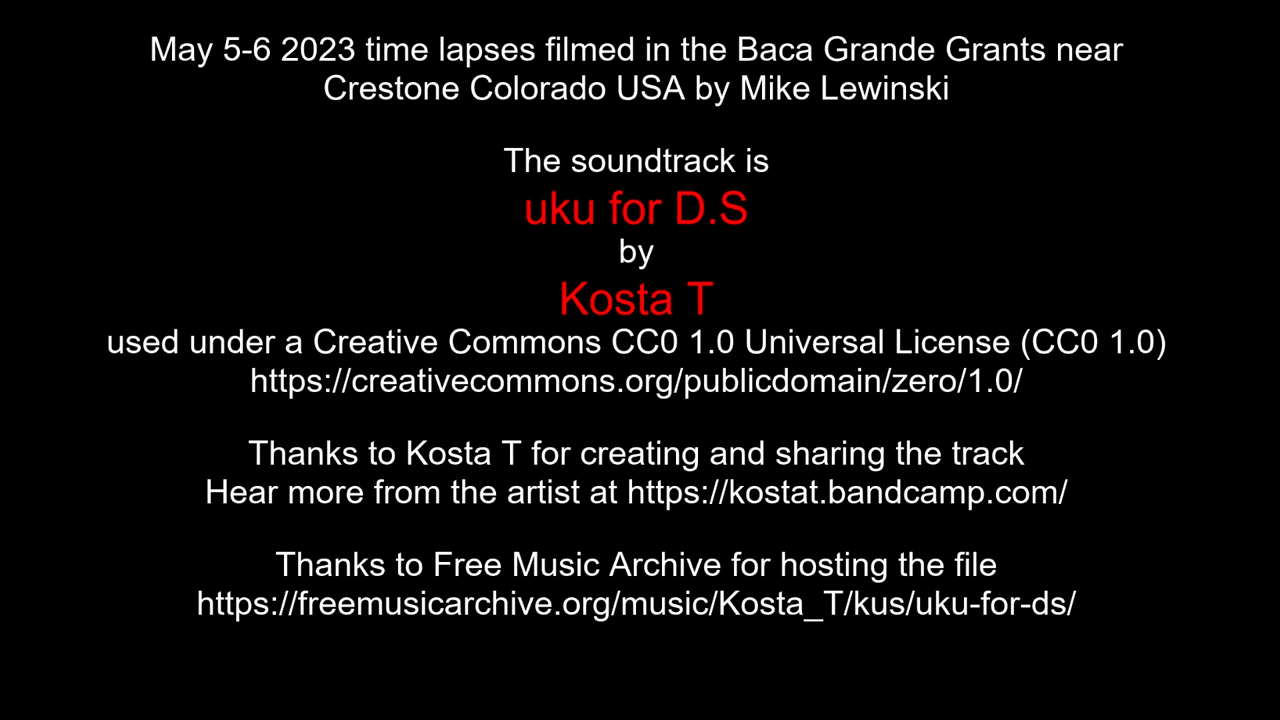 May 5-6 2023 time lapses filmed in the Baca Grande Grants near
Crestone Colorado USA by Mike Lewinski
The soundtrack is
uku for D.S
by
Kosta T
used under a Creative Commons CC0 1.0 Universal License (CC0 1.0)
https://creativecommons.org/publicdomain/zero/1.0/
Thanks to Kosta T for creating and sharing the track
Hear more from the artist at https://kostat.bandcamp.com/
Thanks to Free Music Archive for hosting the file
https://freemusicarchive.org/music/Kosta_T/kus/uku-for-ds/